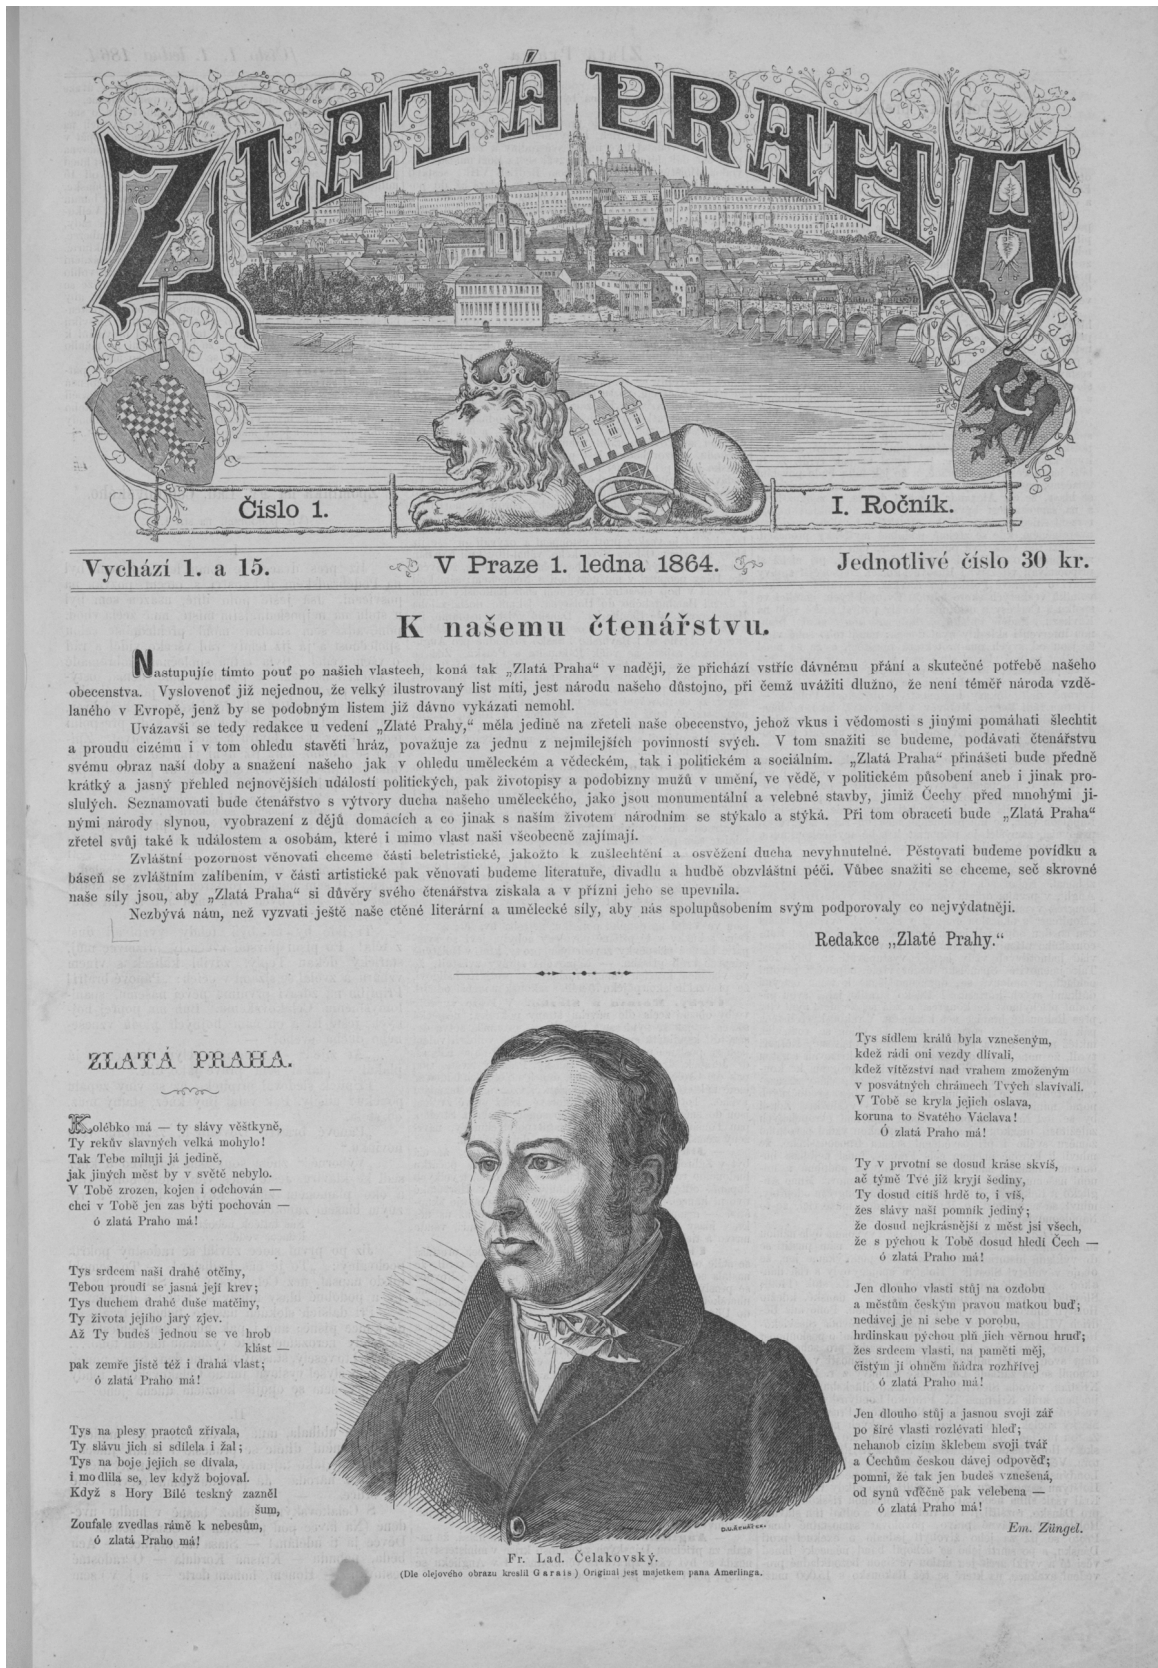 ZLATÁ PRAHA
Číslo 1.
I. Ročník.
Vychází 1. a 15.
V Praze 1. ledna 1864.
Jednotlivé číslo 30 kr.
K našemu čtenářstvu.
Nastupujíc tímto pouť po našich vlastech, koná tak „Zlatá Praha“ v naději, že přichází vstříc dávnému přání a skutečné potřebě našeho
obecenstva. Vyslovenoť již nejednou, že velký ilustrovaný list míti, jest národu našeho důstojno, při čemž uvážiti dlužno, že není téměř národa vzdě-
laného v Evropě, jenž by se podobným listem již dávno vykázati nemohl.
Uvázavši se tedy redakce u vedení „Zlaté Prahy,“ měla jedině na zřeteli naše obecenstvo, jehož vkus i vědomosti s jinými pomáhati šlechtit
a proudu cizému i v tom ohledu stavěti hráz, považuje za jednu z nejmilejších povinností svých. V tom snažiti se budeme, podávati čtenářstvu
svému obraz naší doby a snažení našeho jak v ohledu uměleckém a vědeckém, tak i politickém a sociálním. „Zlatá Praha“ přinášeti bude předně
krátký a jasný přehled nejnovějších událostí politických, pak životopisy a podobizny mužů v umění, ve vědě, v politickém působení aneb i jinak pro-
slulých. Seznamovati bude čtenářstvo s výtvory ducha našeho uměleckého, jako jsou monumentální a velebné stavby, jimiž Čechy před mnohými ji-
nými národy slynou, vyobrazení z dějů domácích a co jinak s naším životem národním se stýkalo a stýká. Při tom obraceti bude „Zlatá Praha“
zřetel svůj také k událostem a osobám, které i mimo vlast naši všeobecně zajímají.
Zvláštní pozornost věnovati chceme části beletristické, jakožto k zušlechtění a osvěžení ducha nevyhnutelné. Pěstovati budeme povídku a
báseň se zvláštním zalíbením, v části artistické pak věnovati budeme literatuře, divadlu a hudbě obzvláštní péči. Vůbec snažiti se chceme, seč skrovné
naše síly jsou, aby „Zlatá Praha“ si důvěry svého čtenářstva získala a v přízni jeho se upevnila.
Nezbývá nám, než vyzvati ještě naše ctěné literární a umělecké síly, aby nás spolupůsobením svým podporovaly co nejvýdatněji.
Redakce „Zlaté Prahy.“
ZLATÁ PRAHA.
Kolébko má — ty slávy věštkyně,
Ty rekův slavných velká mohylo!
Tak Tebe miluji já jedině,
jak jiných měst by v světě nebylo.
V Tobě zrozen, kojen i odchován —
chci v Tobě jen zas býti pochován —
ó zlatá Praho má!
Tys srdcem naší drahé otčiny,
Tebou proudí se jasná její krev;
Tys duchem drahé duše matčiny,
Ty života jejího jarý zjev.
Až Ty budeš jednou se ve hrob
klást —
pak zemře jistě též i drahá vlast;
ó zlatá Praho má!
Tys na plesy praotců zřívala,
Ty slávu jich si sdílela i žal;
Tys na boje jejich se dívala,
i modlila se, lev když bojoval.
Když s Hory Bílé teskný zazněl
šum,
Zoufale zvedlas rámě k nebesům,
ó zlatá Praho má!
Fr. Lad. Čelakovský.
(Dle olejového obrazu kreslil Garais) Original jest majetkem pana Amerlinga.
Tys sídlem králů byla vznešeným,
kdež rádi oni vezdy dlívali,
kdež vítězství nad vrahem zmoženým
v posvátných chrámech Tvých slavívali.
V Tobě se kryla jejich oslava,
koruna to Svatého Václava!
Ó zlatá Praho má!
Ty v prvotní se dosud kráse skvíš,
ač týmě Tvé již kryjí šediny,
Ty dosud cítíš hrdě to, i víš,
žes slávy naší pomník jediný;
že dosud nejkrásnější z měst jsi všech,
že s pýchou k Tobě dosud hledí Čech —
ó zlatá Praho má!
Jen dlouho vlasti stůj na ozdobu
a městům českým pravou matkou buď;
nedávej je ni sebe v porobu,
hrdinskou pýchou plň jich věrnou hruď;
žes srdcem vlasti, na paměti měj,
čistým jí ohněm ňádra rozhřívej
ó zlatá Praho má!
Jen dlouho stůj a jasnou svoji zář
po šíré vlasti rozlévati hleď;
nehanob cizím šklebem svoji tvář
a Čechům českou dávej odpověď;
pomni, že tak jen budeš vznešená,
od synů vděčně pak velebena —
ó zlatá Praho má!
Em. Züngel.